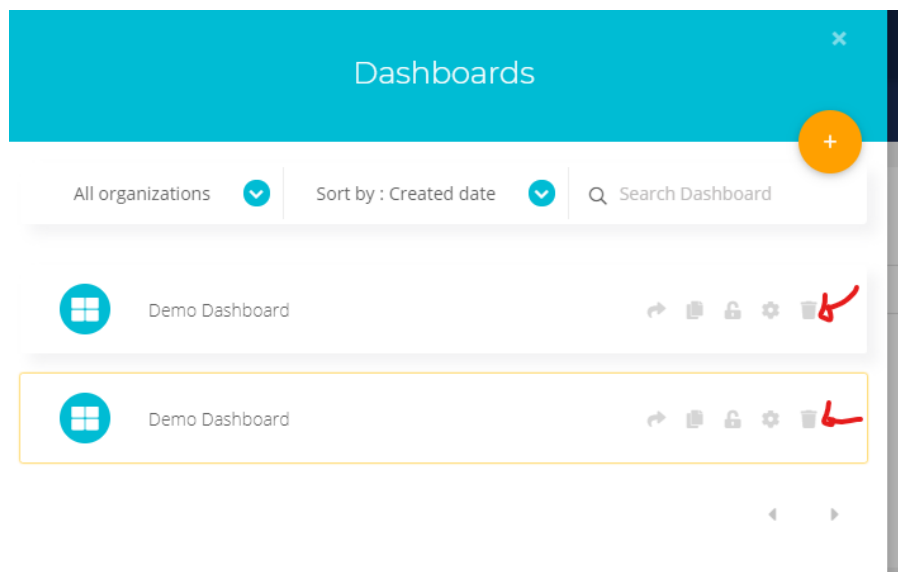 Dashboards
All organizations
Sort by : Created date
Search Dashboard
Demo Dashboard
Demo Dashboard